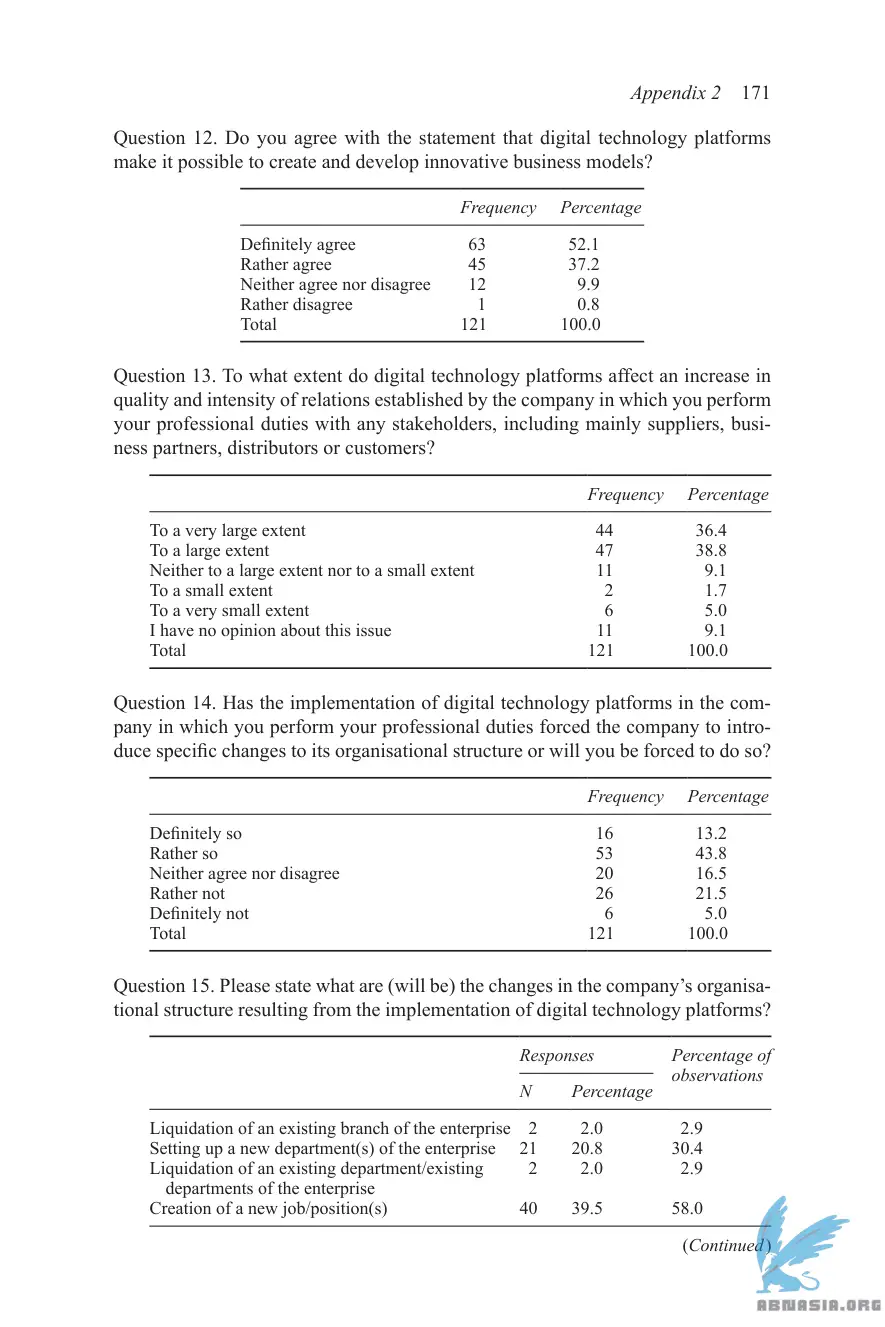 Appendix 2 171
Question 12. Do you agree with the statement that digital technology platforms
make it possible to create and develop innovative business models?
Frequency Percentage
Definitely agree 63 52.1
Rather agree 45 37.2
Neither agree nor disagree 12 9.9
Rather disagree 1 0.8
Total 121 100.0
Question 13. To what extent do digital technology platforms affect an increase in
quality and intensity of relations established by the company in which you perform
your professional duties with any stakeholders, including mainly suppliers, busi-
ness partners, distributors or customers?
Frequency Percentage
To a very large extent 44 36.4
To a large extent 47 38.8
Neither to a large extent nor to a small extent 11 9.1
To a small extent 2 1.7
To a very small extent 6 5.0
I have no opinion about this issue 11 9.1
Total 121 100.0
Question 14. Has the implementation of digital technology platforms in the com-
pany in which you perform your professional duties forced the company to intro-
duce specific changes to its organisational structure or will you be forced to do so?
Frequency Percentage
Definitely so 16 13.2
Rather so 53 43.8
Neither agree nor disagree 20 16.5
Rather not 26 21.5
Definitely not 6 5.0
Total 121 100.0
Question 15. Please state what are (will be) the changes in the company's organisa-
tional structure resulting from the implementation of digital technology platforms?
Responses Percentage of
observations
N Percentage
Liquidation of an existing branch of the enterprise 2 2.0 2.9
Setting up a new department(s) of the enterprise 21 20.8 30.4
Liquidation of an existing department/existing 2 2.0 2.9
departments of the enterprise
Creation of a new job/position(s) 40 39.5 58.0
(Continued)
ABNASIA.ORG